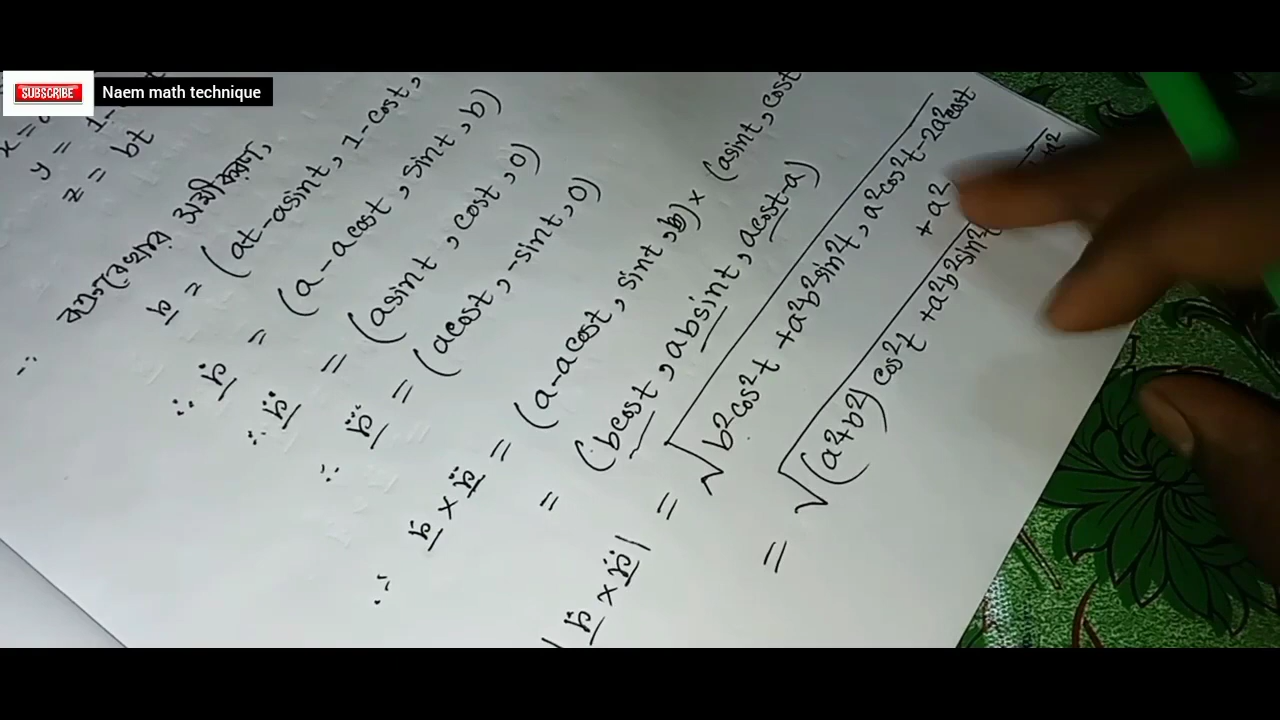 SUBSCRIBE
Naem math technique
y = 1-
z = bt
∴ বক্ররেখার সমীকরণ,
r = (at-asint, 1-cost,
∴ ṙ = (a-acost, sint, b)
∴ r̈ = (asint, cost, 0)
∴ r⃛ = (acost, -sint, 0)
∴ ṙ × r̈ = (a-acost, sint, b) × (asint, cost
= (bcost, absint, acost-a)
|ṙ × r̈| = √b²cos²t + a²b²sin²t, a²cos²t-2a²cost
+ a²
= √(a²+b²) cos²t + a²b²sin²t